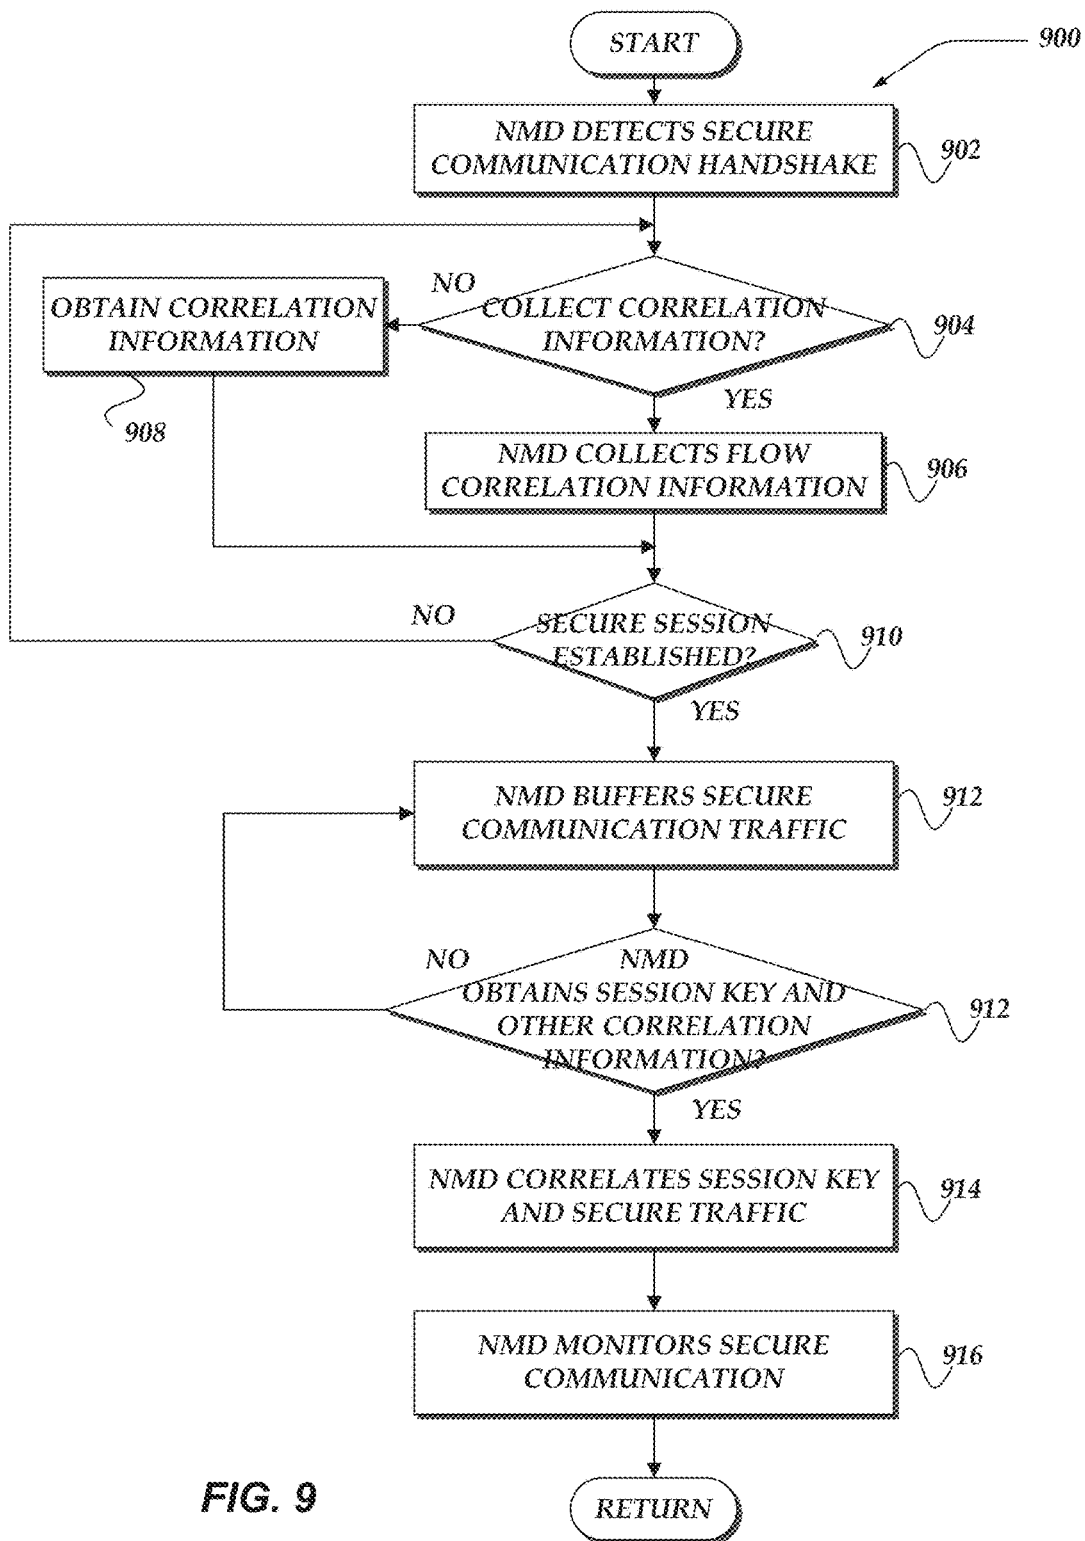 START
900
NMD DETECTS SECURE
COMMUNICATION HANDSHAKE
902
NO
COLLECT CORRELATION
INFORMATION?
904
OBTAIN CORRELATION
INFORMATION
908
YES
NMD COLLECTS FLOW
CORRELATION INFORMATION
906
NO
SECURE SESSION
ESTABLISHED?
910
YES
NMD BUFFERS SECURE
COMMUNICATION TRAFFIC
912
NO
NMD
OBTAINS SESSION KEY AND
OTHER CORRELATION
INFORMATION?
912
YES
NMD CORRELATES SESSION KEY
AND SECURE TRAFFIC
914
NMD MONITORS SECURE
COMMUNICATION
916
RETURN
FIG. 9